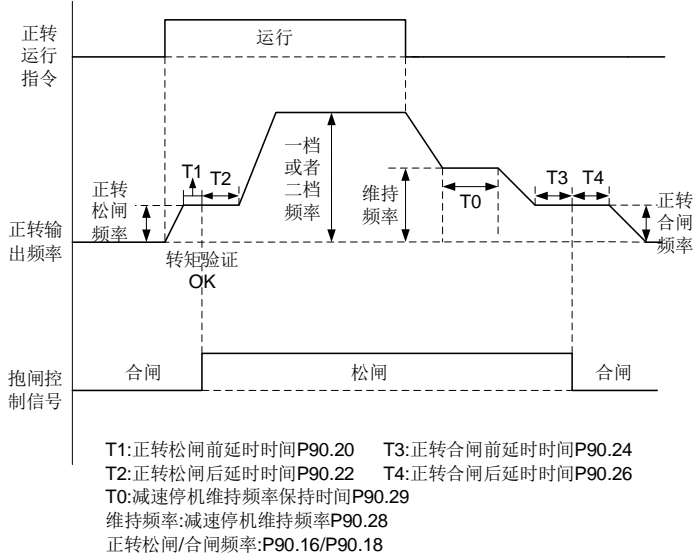 正转
运行
指令
运行
正转
松闸
频率
T1
T2
一档
或者
二档
频率
维持
频率
T0
T3
T4
正转
合闸
频率
正转输
出频率
转矩验证
OK
抱闸控
制信号
合闸
松闸
合闸
T1:正转松闸前延时时间P90.20 T3:正转合闸前延时时间P90.24
T2:正转松闸后延时时间P90.22 T4:正转合闸后延时时间P90.26
T0:减速停机维持频率保持时间P90.29
维持频率:减速停机维持频率P90.28
正转松闸/合闸频率:P90.16/P90.18